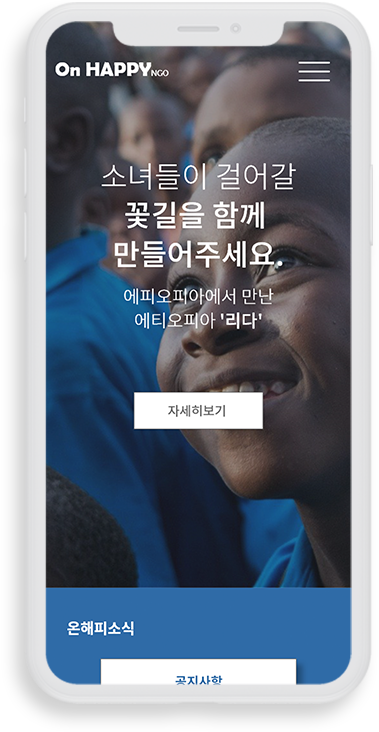 On HAPPY NGO
소녀들이 걸어갈
꽃길을 함께
만들어주세요.
에피오피아에서 만난
에티오피아 '리다'
자세히보기
온해피소식
공지사항